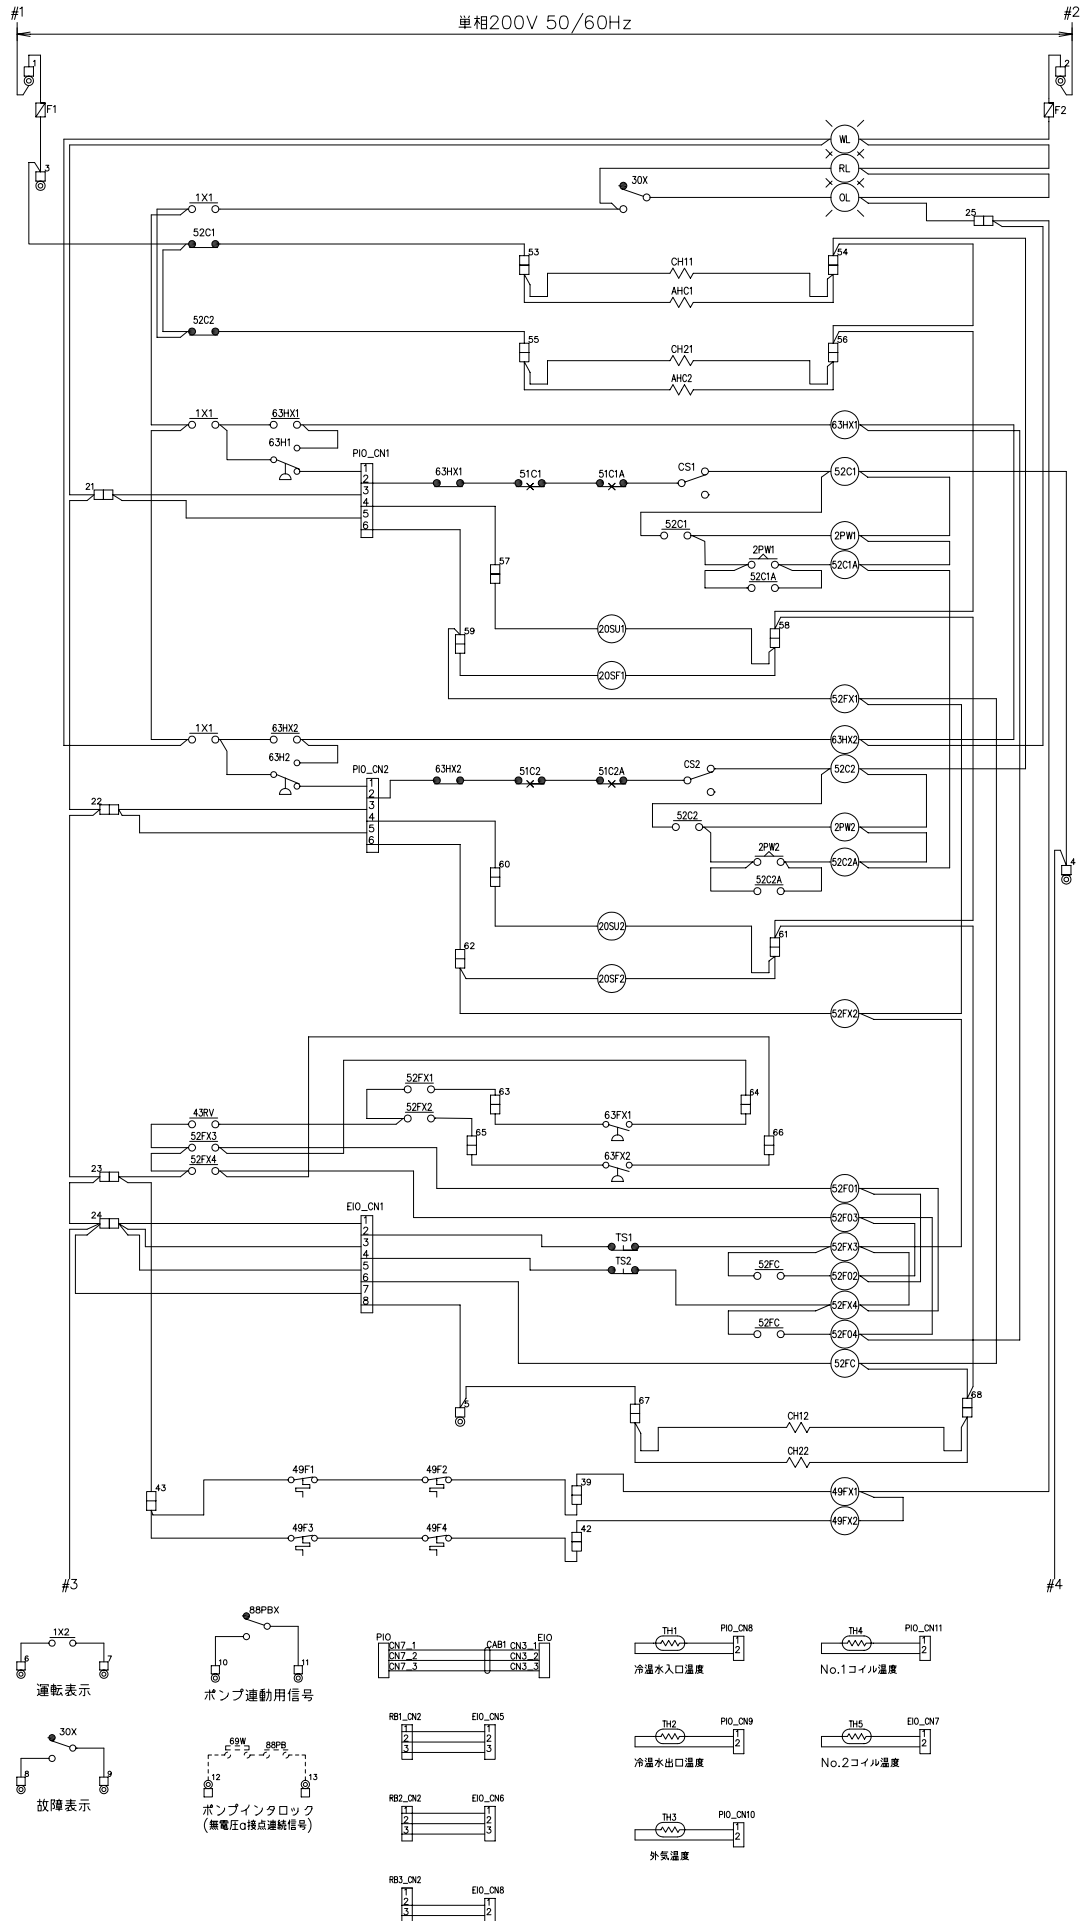 #1
単相200V 50/60Hz
#2
1
2
F1
F2
WL
3
RL
30X
1X1
OL
25
52C1
53
54
CH11
AHC1
52C2
55
56
CH21
AHC2
1X1
63HX1
63HX1
63H1
PIO_CN1
1
2
3
4
5
6
63HX1
51C1
51C1A
CS1
52C1
21
52C1
2PW1
2PW1
52C1A
52C1A
57
20SU1
58
59
20SF1
52FX1
1X1
63HX2
63HX2
63H2
PIO_CN2
1
2
3
4
5
6
63HX2
51C2
51C2A
CS2
52C2
22
52C2
2PW2
2PW2
52C2A
52C2A
4
60
20SU2
61
62
20SF2
52FX2
52FX1
63
64
52FX2
43RV
63FX1
65
66
52FX3
52FX4
63FX2
23
52FO1
24
EIO_CN1
1
2
3
4
5
6
7
8
52FO3
TS1
52FX3
TS2
52FC
52FO2
52FX4
52FC
52FO4
52FC
5
67
68
CH12
CH22
49F1
49F2
39
49FX1
43
49F3
49F4
42
49FX2
#3
#4
1X2
6
7
運転表示
88PBX
10
11
ポンプ連動用信号
PIO
CN7_1
CN7_2
CN7_3
CAB1
CN3_1
CN3_2
CN3_3
EIO
TH1
PIO_CN8
1
2
冷温水入口温度
TH4
PIO_CN11
1
2
No.1コイル温度
30X
8
9
故障表示
69W
88PB
12
13
ポンプインタロック
(無電圧a接点連続信号)
RB1_CN2
1
2
3
EIO_CN5
1
2
3
TH2
PIO_CN9
1
2
冷温水出口温度
TH5
EIO_CN7
1
2
No.2コイル温度
RB2_CN2
1
2
3
EIO_CN6
1
2
3
TH3
PIO_CN10
1
2
外気温度
RB3_CN2
1
2
3
EIO_CN8
1
2